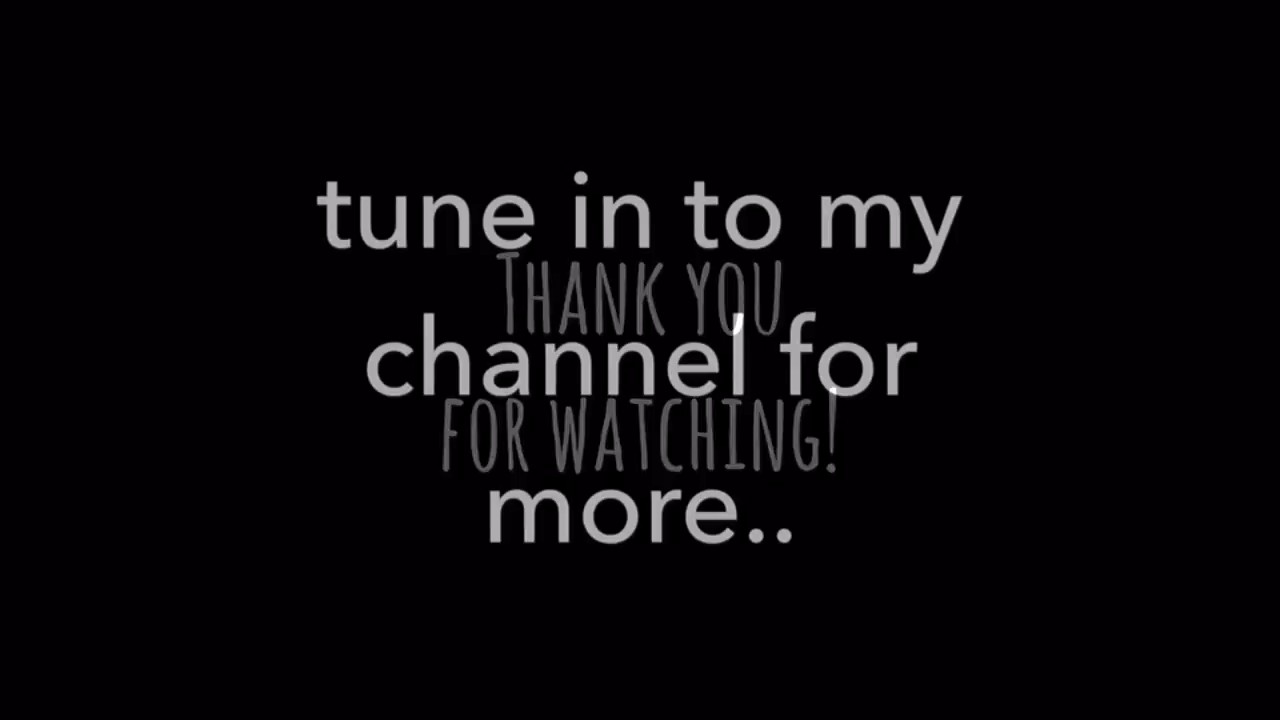 tune in to my
THANK YOU
channel for
FOR WATCHING!
more..